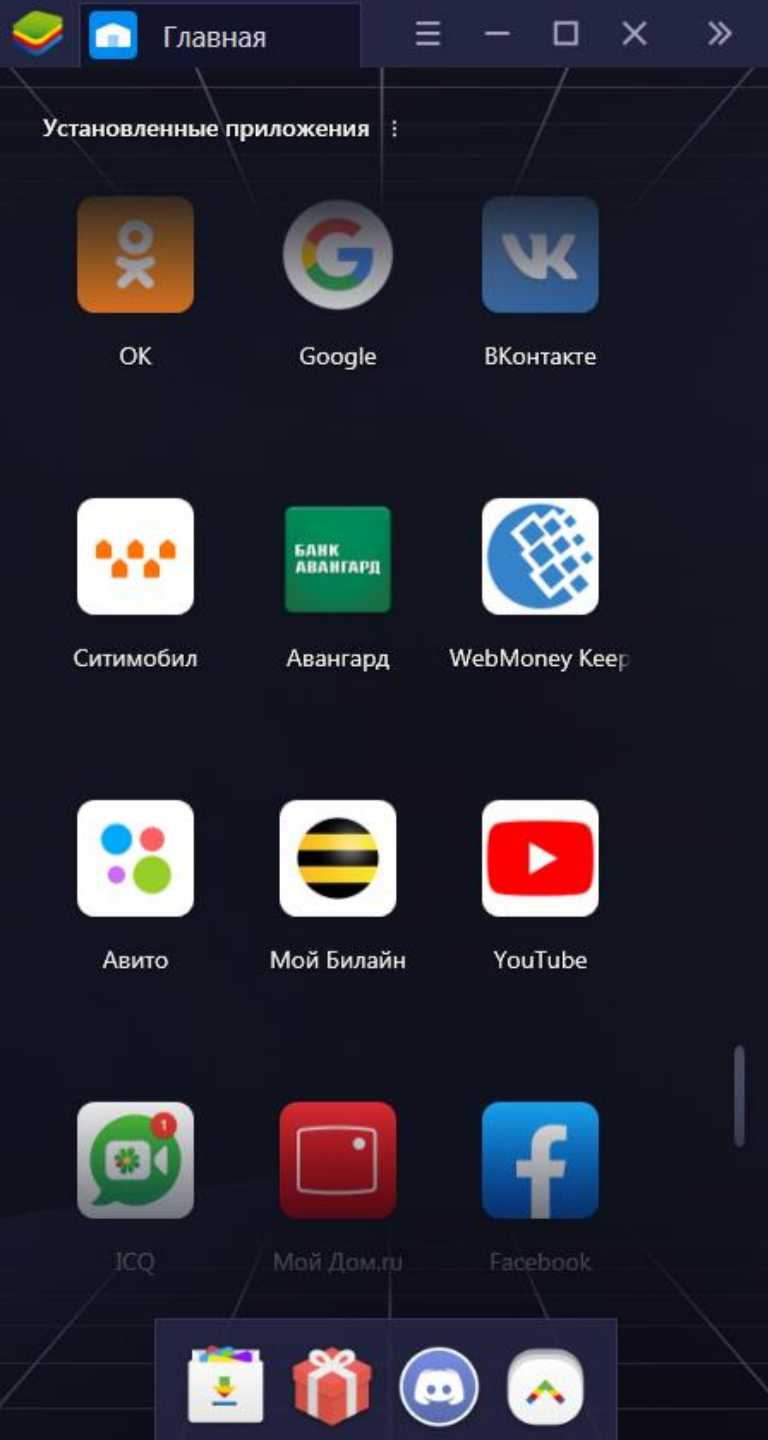 Главная
Установленные приложения
ОК
Google
ВКонтакте
БАНК
АВАНГАРД
Ситимобил
Авангард
WebMoney Keep
Авито
Мой Билайн
YouTube
1
ICQ
Мой Дом.ru
Facebook